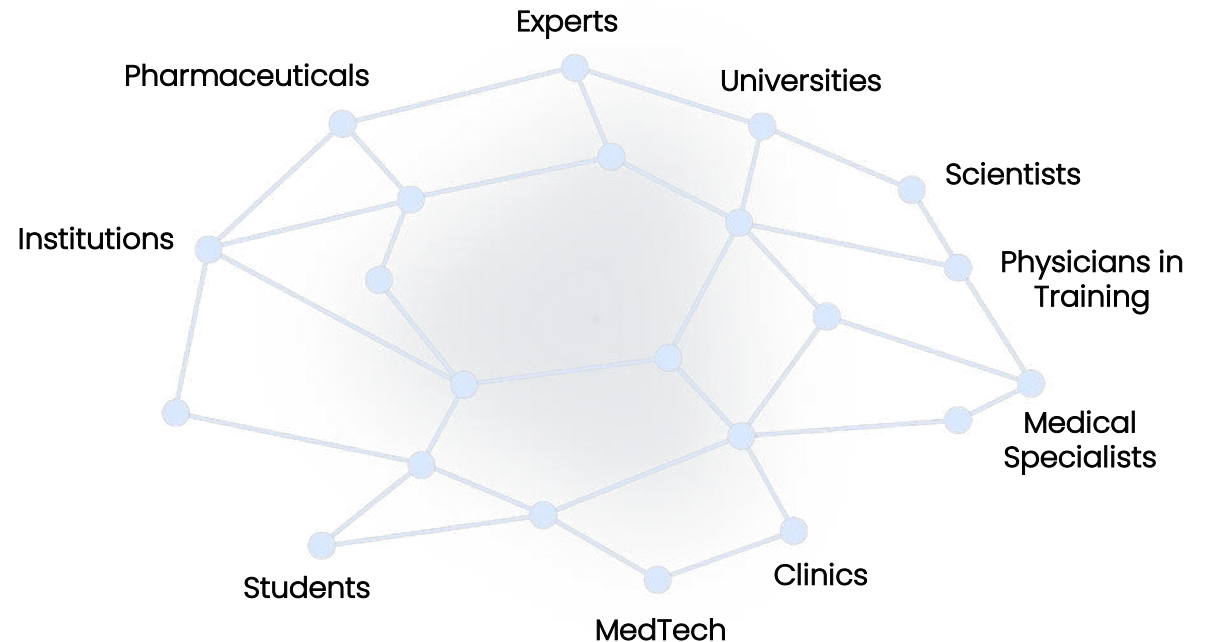 Experts
Pharmaceuticals
Universities
Scientists
Institutions
Physicians in
Training
Medical
Specialists
Clinics
Students
MedTech